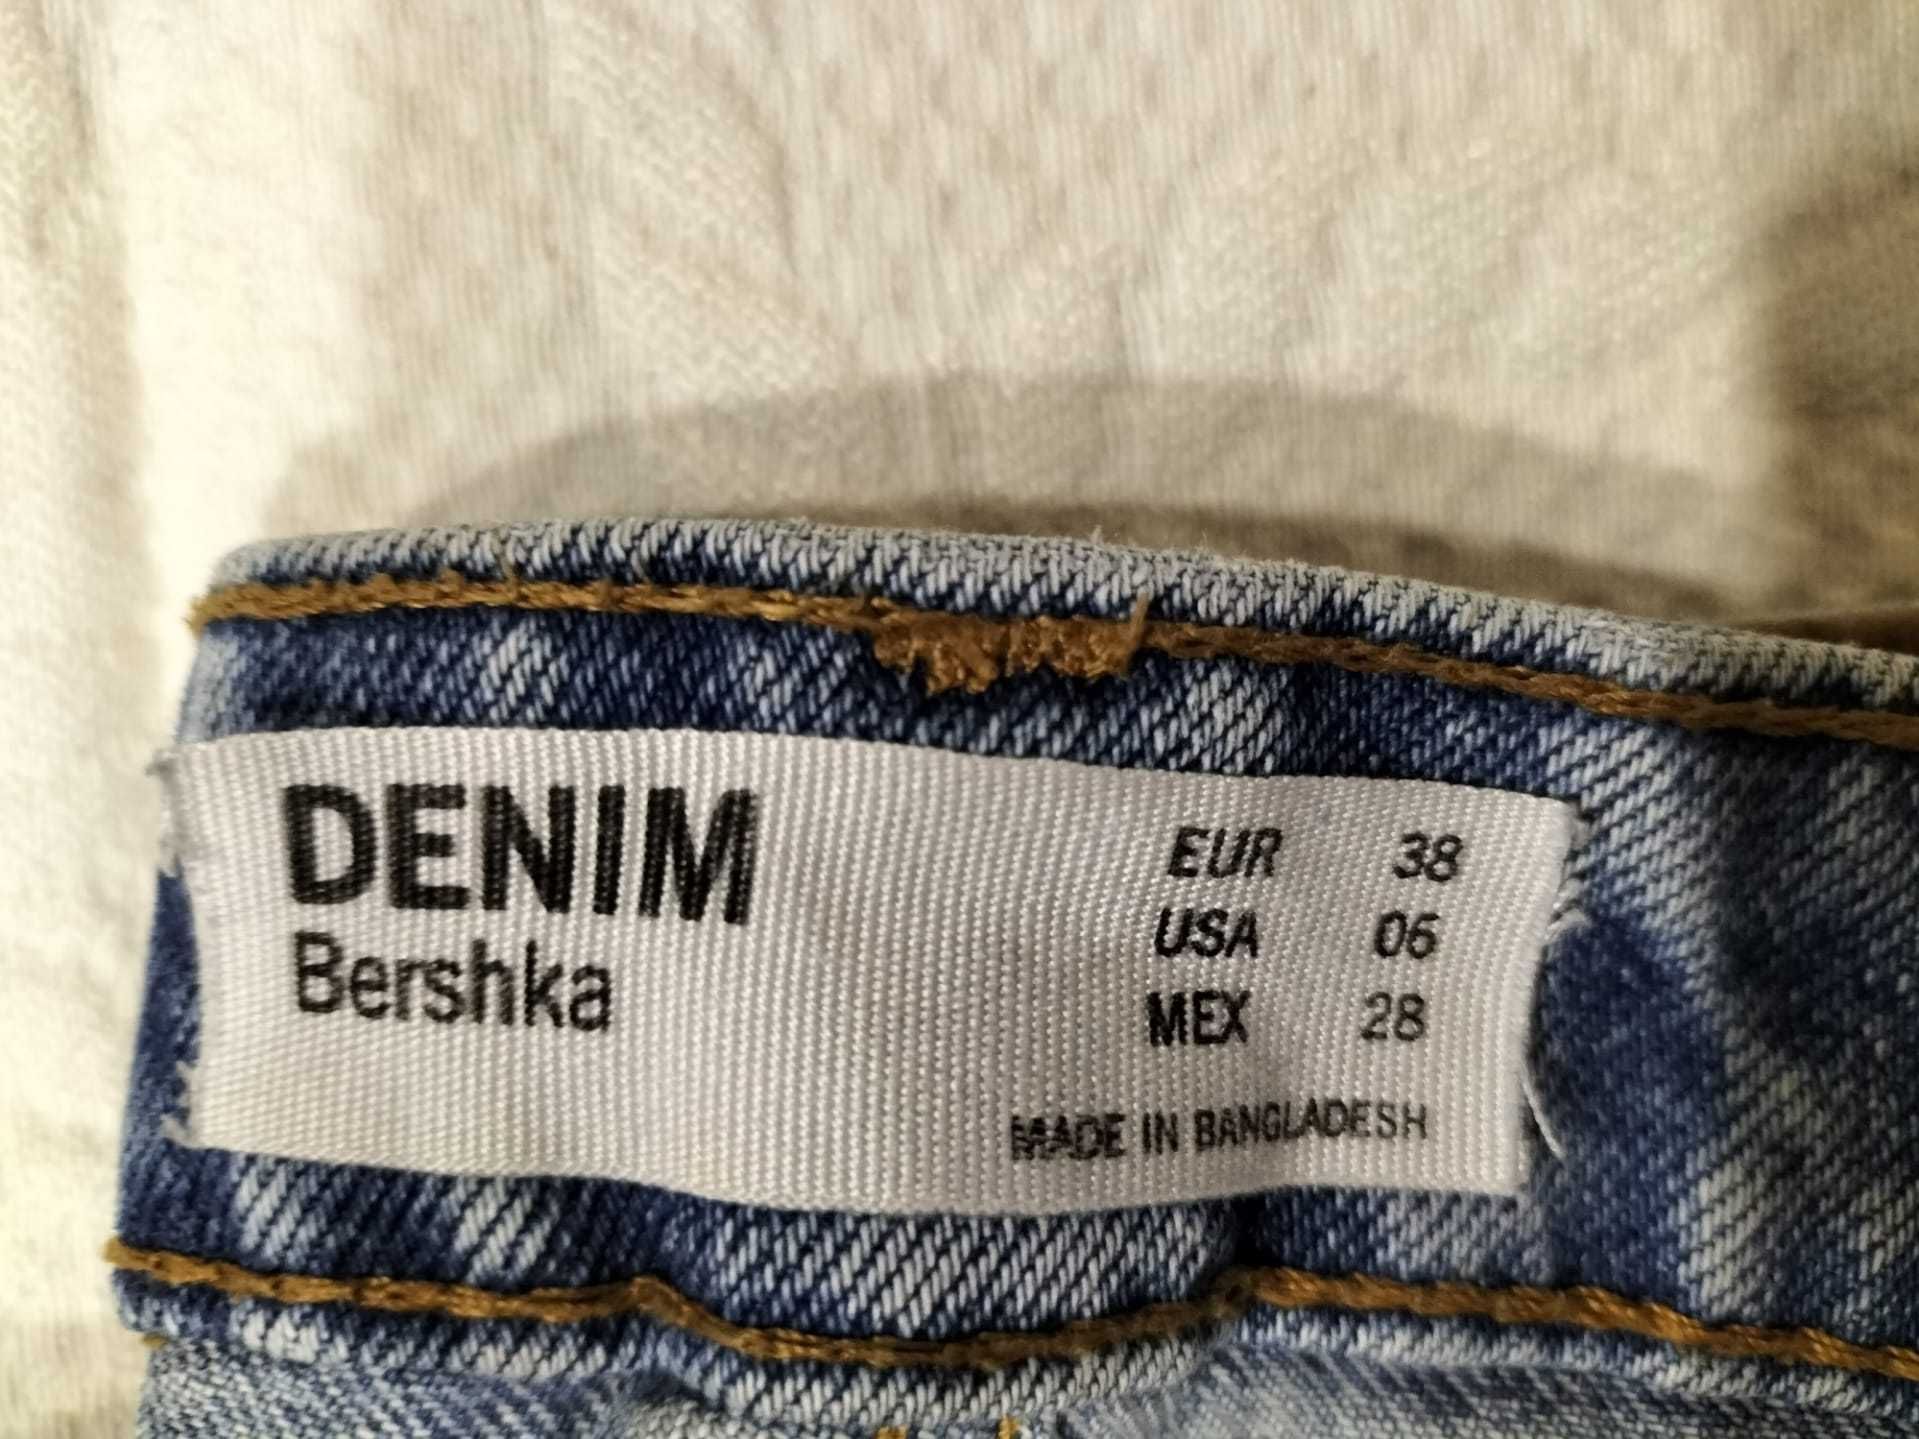 DENIM
Bershka
EUR 38
USA 06
MEX 28
MADE IN BANGLADESH